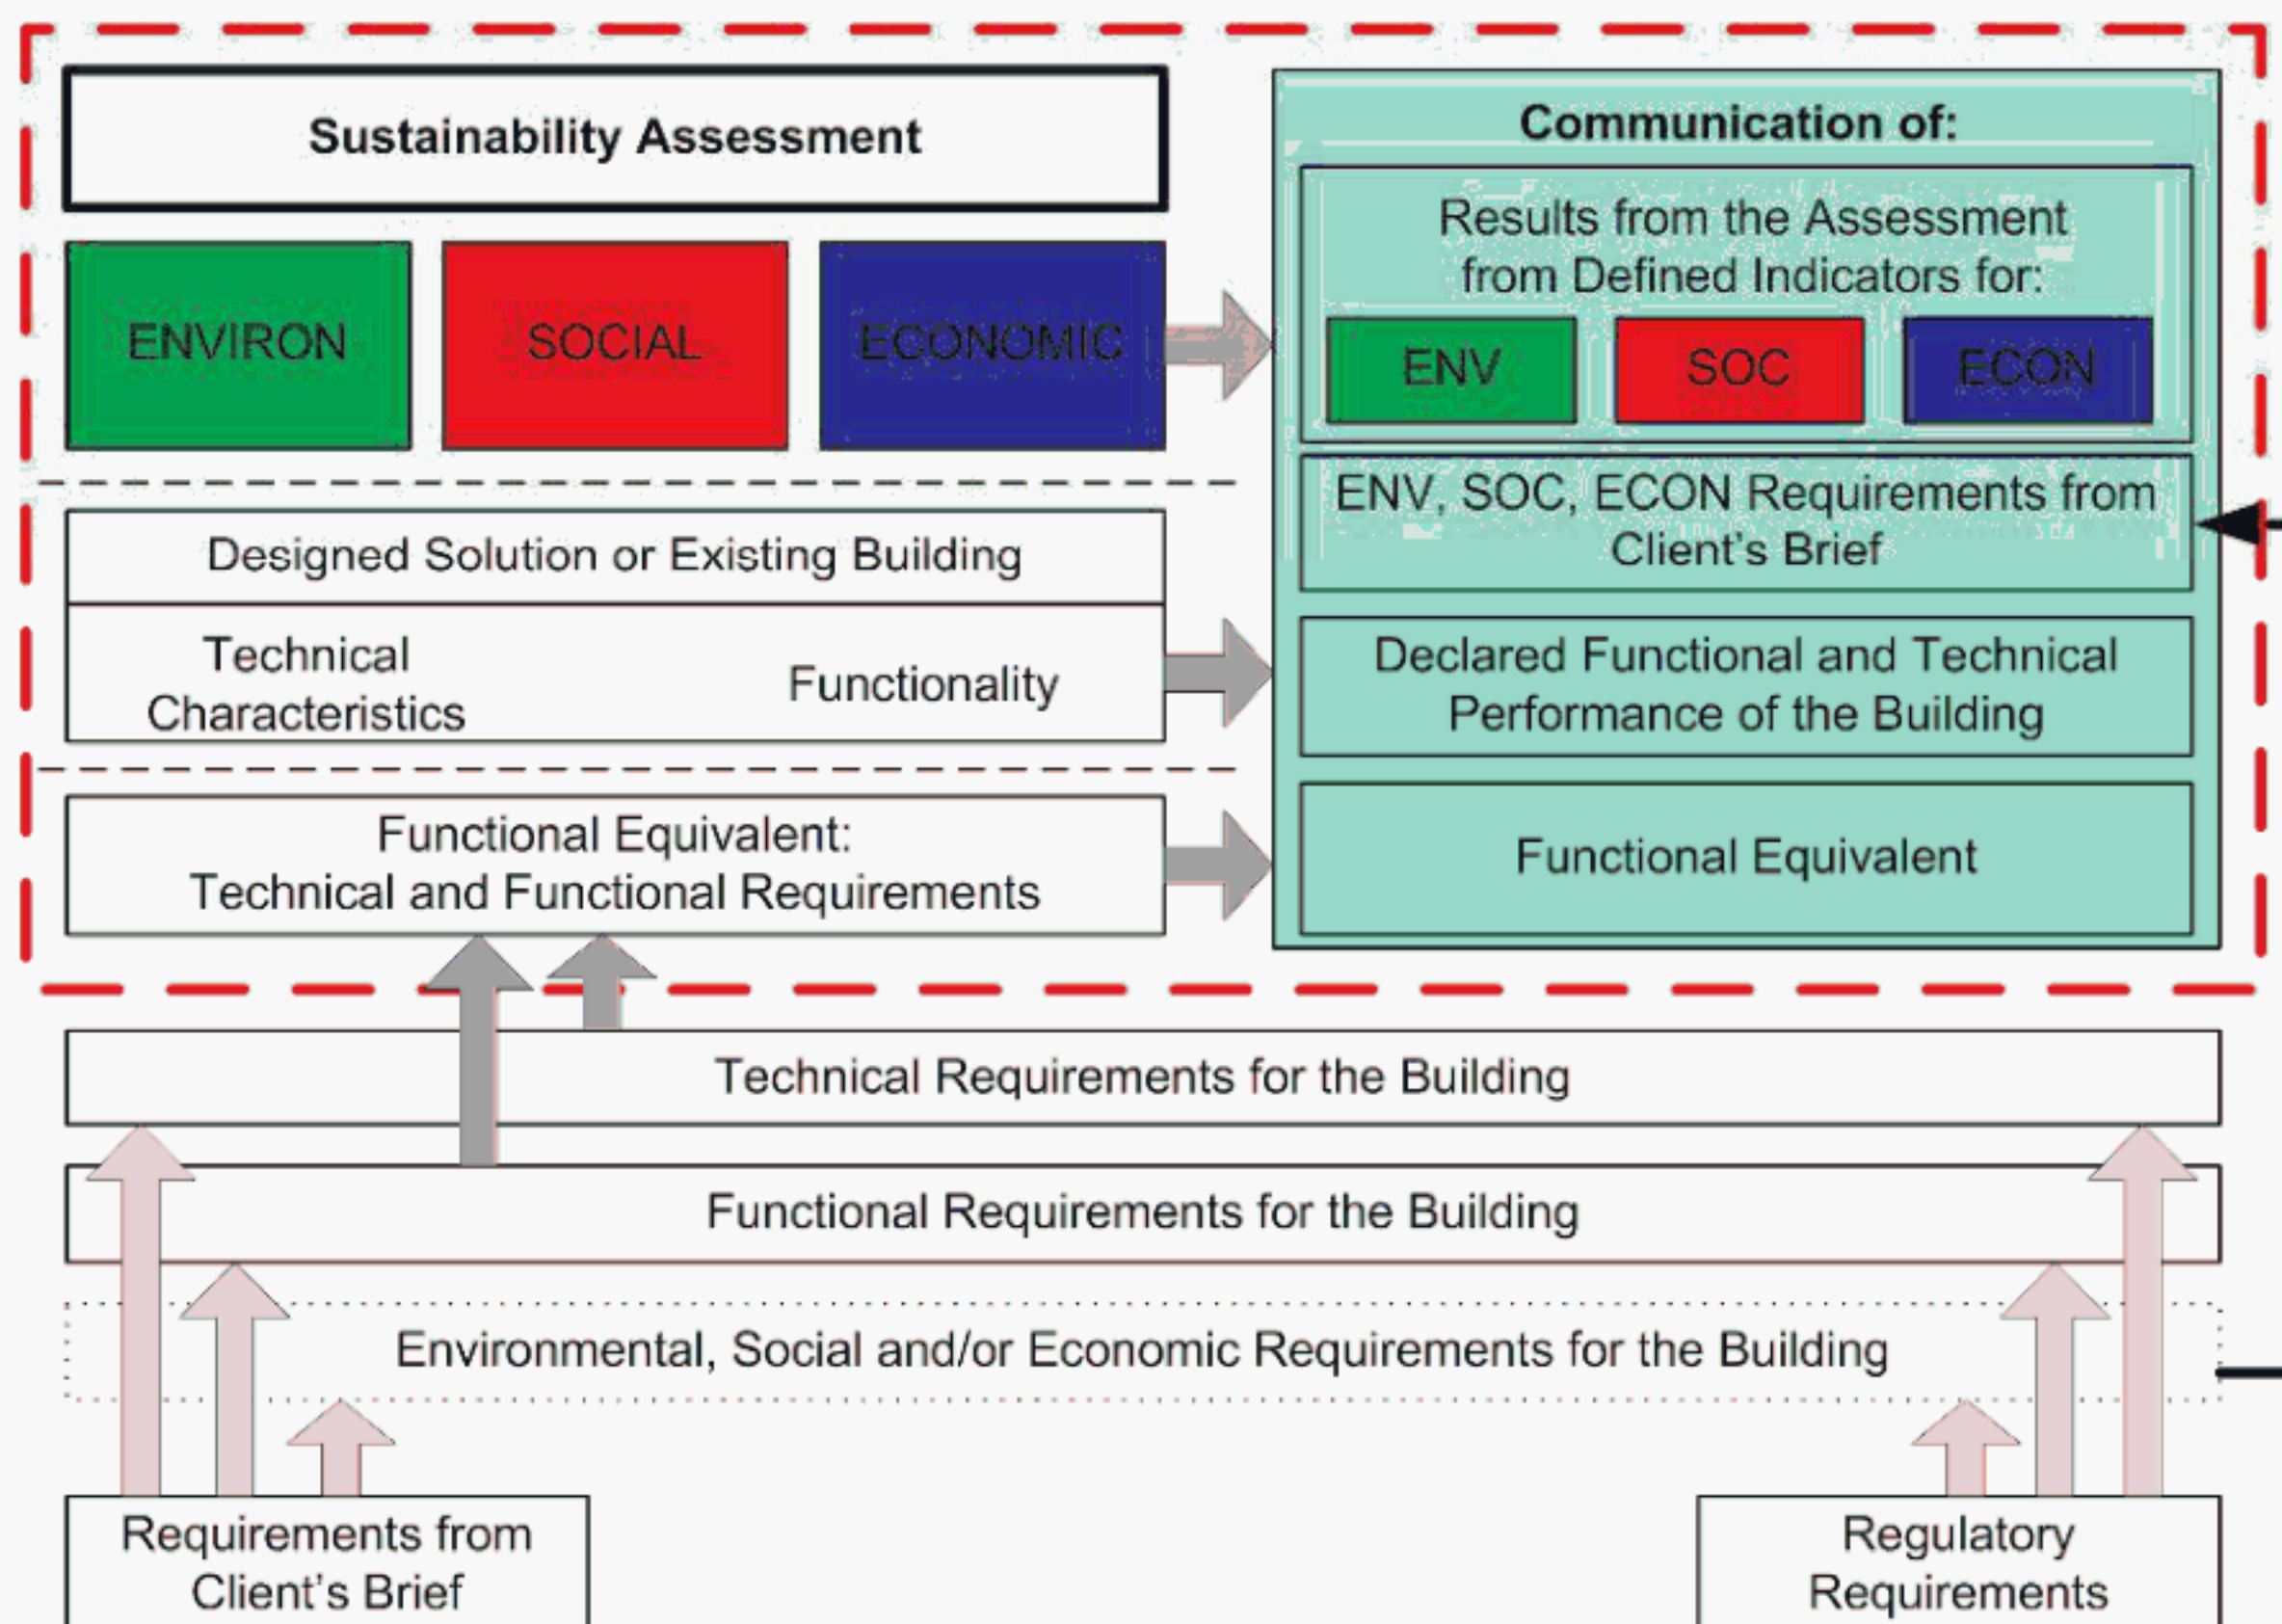 Sustainability Assessment
ENVIRON
SOCIAL
ECONOMIC
Communication of:
Results from the Assessment
from Defined Indicators for:
ENV
SOC
ECON
ENV, SOC, ECON Requirements from
Client's Brief
Designed Solution or Existing Building
Technical
Characteristics
Functionality
Declared Functional and Technical
Performance of the Building
Functional Equivalent:
Technical and Functional Requirements
Functional Equivalent
Technical Requirements for the Building
Functional Requirements for the Building
Environmental, Social and/or Economic Requirements for the Building
Requirements from
Client's Brief
Regulatory
Requirements